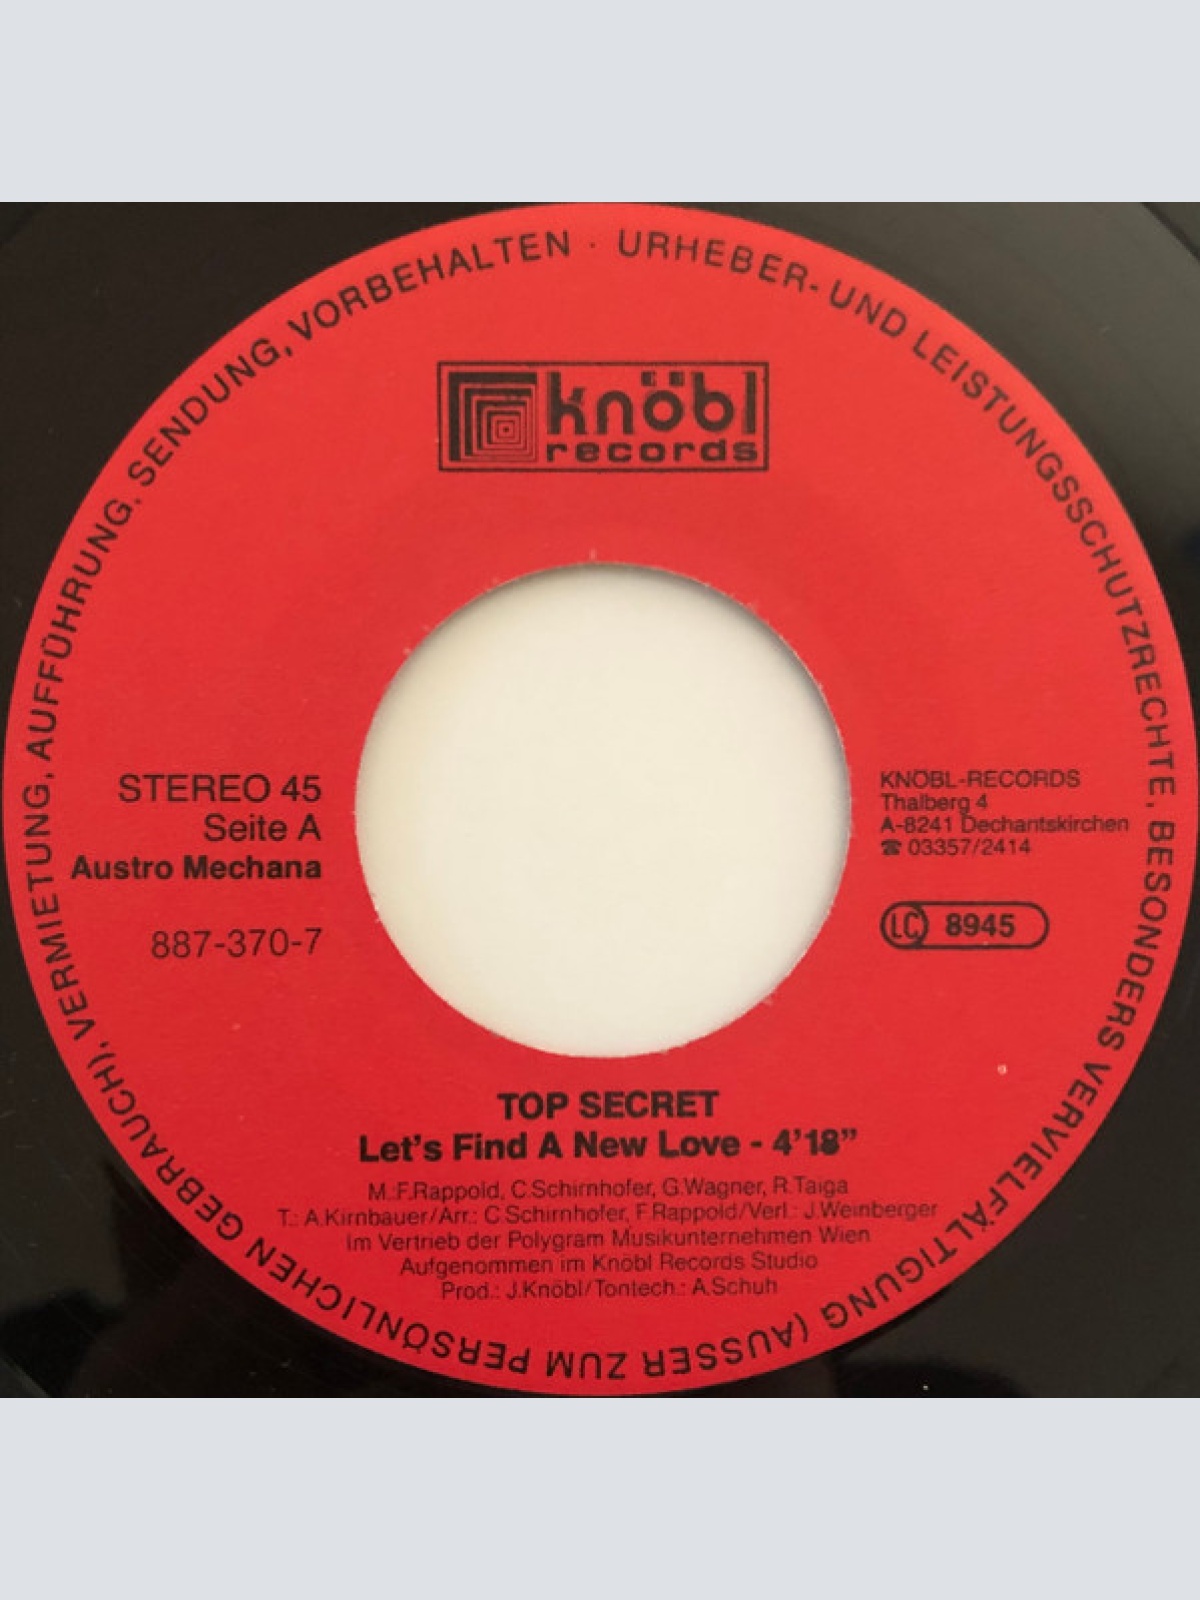 URHEBER- UND LEISTUNGSSCHUTZRECHTE, BESONDERS VERVIELFÄLTIGUNG (AUSSER ZUM PERSÖNLICHEN GEBRAUCH), VERMIETUNG, AUFFÜHRUNG, SENDUNG, VORBEHALTEN ·
knöbl
records
STEREO 45
Seite A
Austro Mechana
887-370-7
KNÖBL-RECORDS
Thalberg 4
A-8241 Dechantskirchen
☎ 03357/2414
LC 8945
TOP SECRET
Let's Find A New Love - 4'18"
M.:F.Rappold, C.Schirnhofer, G.Wagner, R.Taiga
T.: A.Kirnbauer/Arr.: C.Schirnhofer, F.Rappold/Verl.: J.Weinberger
Im Vertrieb der Polygram Musikunternehmen Wien
Aufgenommen im Knöbl Records Studio
Prod.: J.Knöbl/Tontech.: A.Schuh